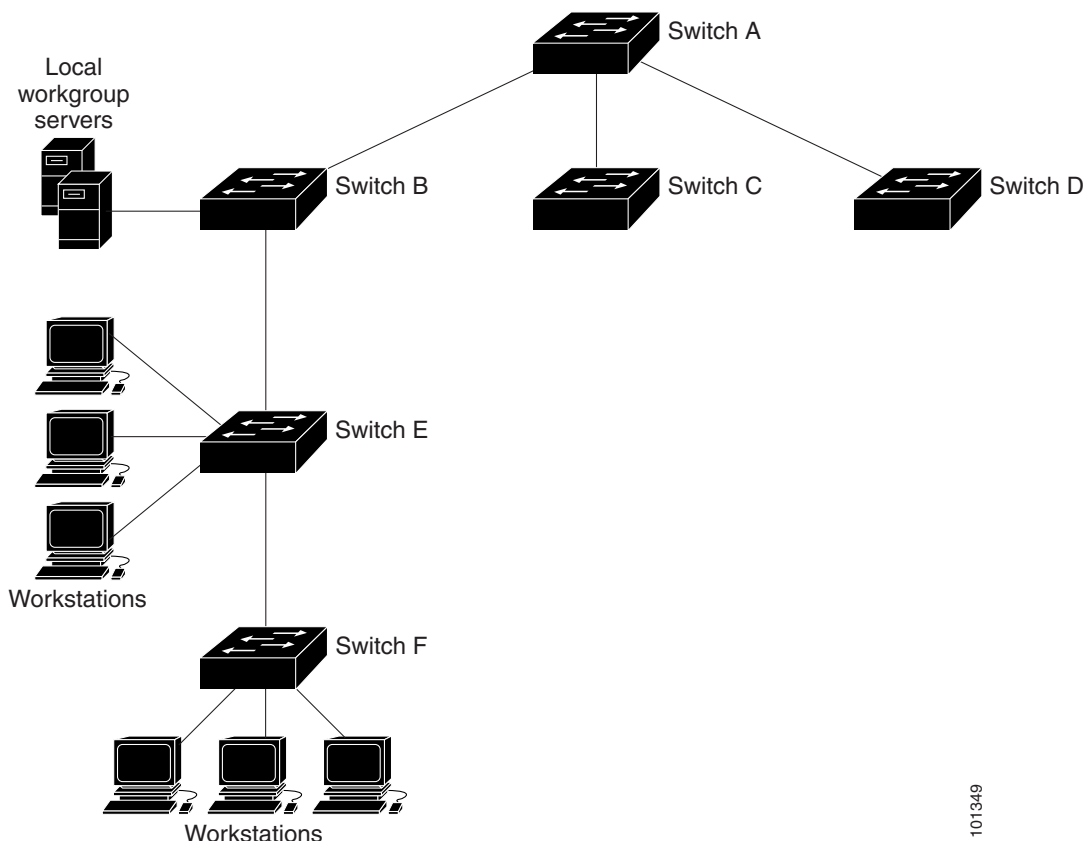 Switch A
Local
workgroup
servers
Switch B
Switch C
Switch D
Switch E
Workstations
Switch F
Workstations
101349